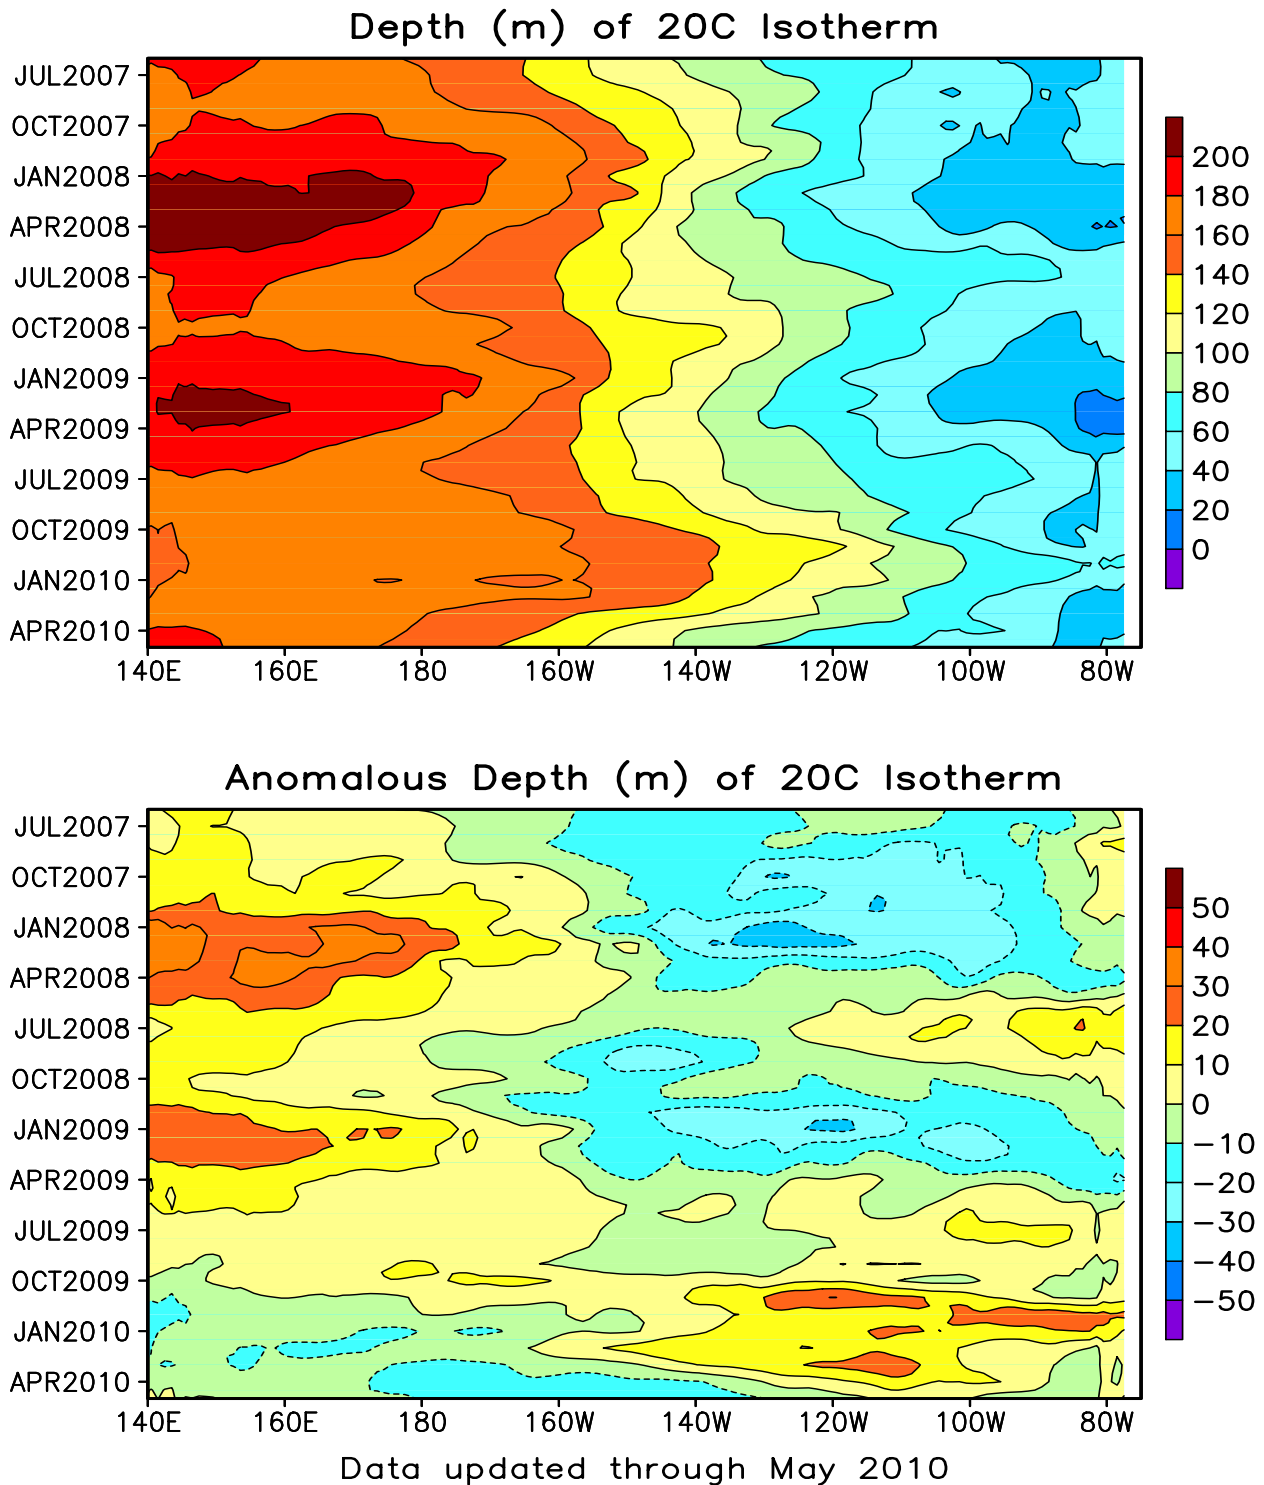 Depth (m) of 20C Isotherm
JUL2007
OCT2007
JAN2008
APR2008
JUL2008
OCT2008
JAN2009
APR2009
JUL2009
OCT2009
JAN2010
APR2010
140E 160E 180 160W 140W 120W 100W 80W
200
180
160
140
120
100
80
60
40
20
0
Anomalous Depth (m) of 20C Isotherm
JUL2007
OCT2007
JAN2008
APR2008
JUL2008
OCT2008
JAN2009
APR2009
JUL2009
OCT2009
JAN2010
APR2010
140E 160E 180 160W 140W 120W 100W 80W
50
40
30
20
10
0
−10
−20
−30
−40
−50
Data updated through May 2010